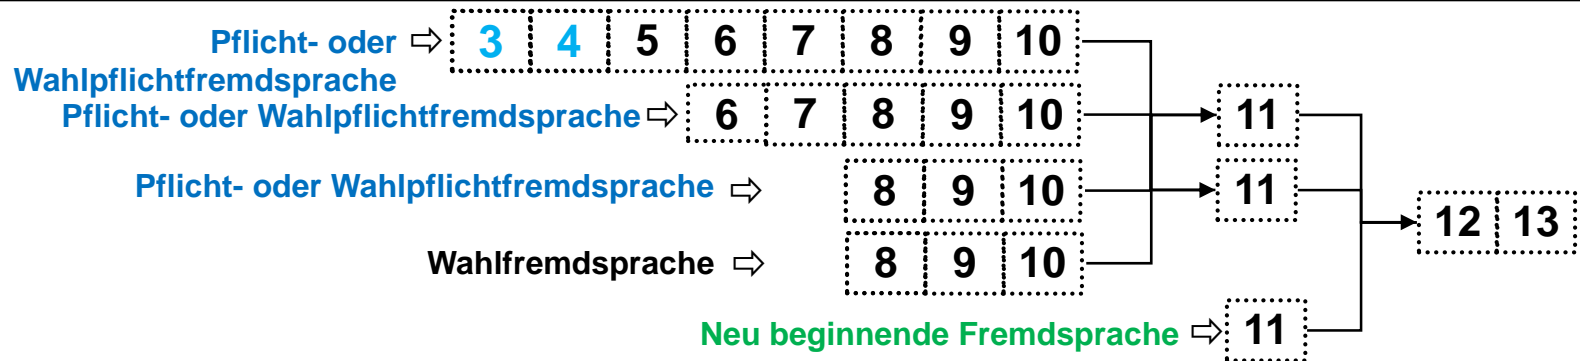 Pflicht- oder ⇨ 3 4 5 6 7 8 9 10
Wahlpflichtfremdsprache
Pflicht- oder Wahlpflichtfremdsprache ⇨ 6 7 8 9 10 11
Pflicht- oder Wahlpflichtfremdsprache ⇨ 8 9 10 11
12 13
Wahlfremdsprache ⇨ 8 9 10
Neu beginnende Fremdsprache ⇨ 11